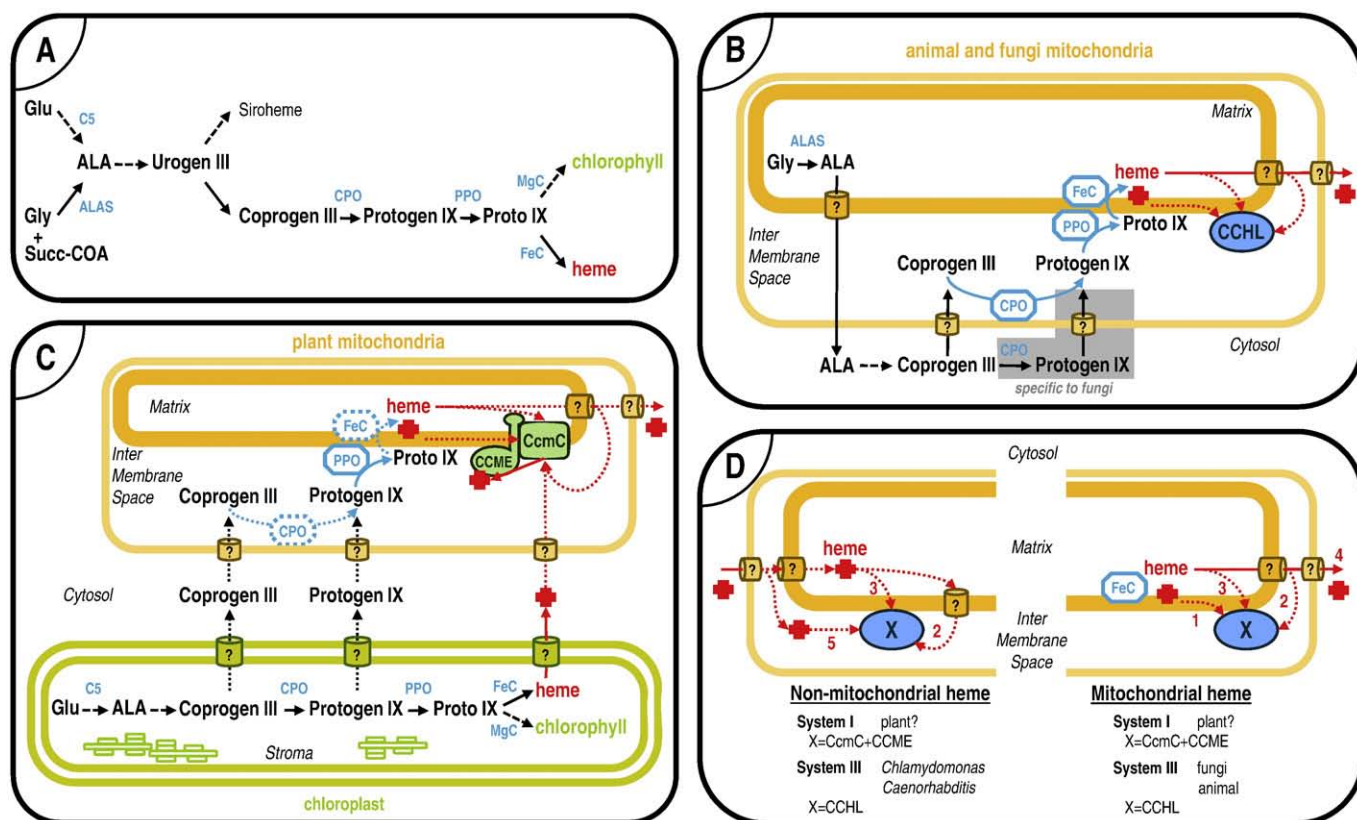 A
Glu
C5
Siroheme
ALA
Urogen III
chlorophyll
MgC
ALAS
CPO
PPO
Gly
+
Succ-COA
Coprogen III
Protogen IX
Proto IX
FeC
heme
B
animal and fungi mitochondria
Matrix
ALAS
Gly
ALA
heme
?
?
FeC
?
Proto IX
PPO
CCHL
Inter
Membrane
Space
Coprogen III
Protogen IX
CPO
?
?
Cytosol
CPO
ALA
Coprogen III
Protogen IX
specific to fungi
C
plant mitochondria
Matrix
heme
?
?
FeC
CcmC
Inter
Membrane
Space
PPO
Proto IX
CCME
Coprogen III
Protogen IX
CPO
?
?
?
Cytosol
Coprogen III
Protogen IX
?
?
?
C5
CPO
PPO
FeC
heme
Glu
ALA
Coprogen III
Protogen IX
Proto IX
MgC
chlorophyll
Stroma
chloroplast
D
Cytosol
heme
Matrix
heme
4
?
?
?
?
3
FeC
3
?
2
X
2
1
X
5
Inter
Membrane
Space
Non-mitochondrial heme
System I plant?
X=CcmC+CCME
System III Chlamydomonas
Caenorhabditis
X=CCHL
Mitochondrial heme
System I plant?
X=CcmC+CCME
System III fungi
animal
X=CCHL